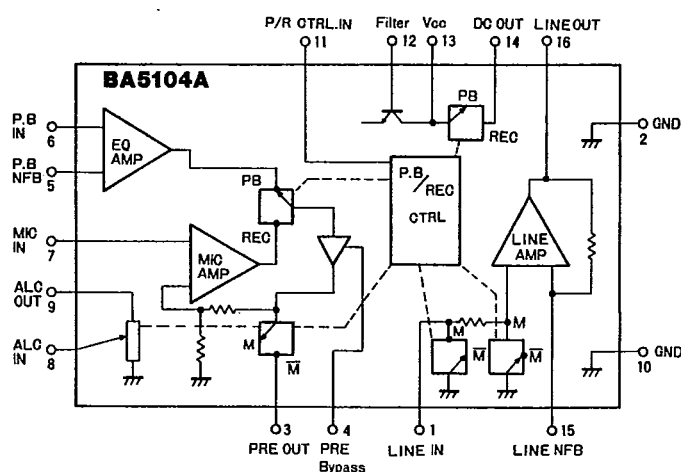 P/R CTRL.IN Filter Vcc DC OUT LINE OUT
11 12 13 14 16
BA5104A
P.B
IN
6
P.B
NFB
5
EQ
AMP
PB
REC
PB
REC
P.B
/REC
CTRL
GND
2
MIC
IN
7
MIC
AMP
LINE
AMP
ALC
OUT
9
ALC
IN
8
M
M̅
M
M̅
M
M̅
GND
10
3
PRE OUT
4
PRE
Bypass
1
LINE IN
15
LINE NFB